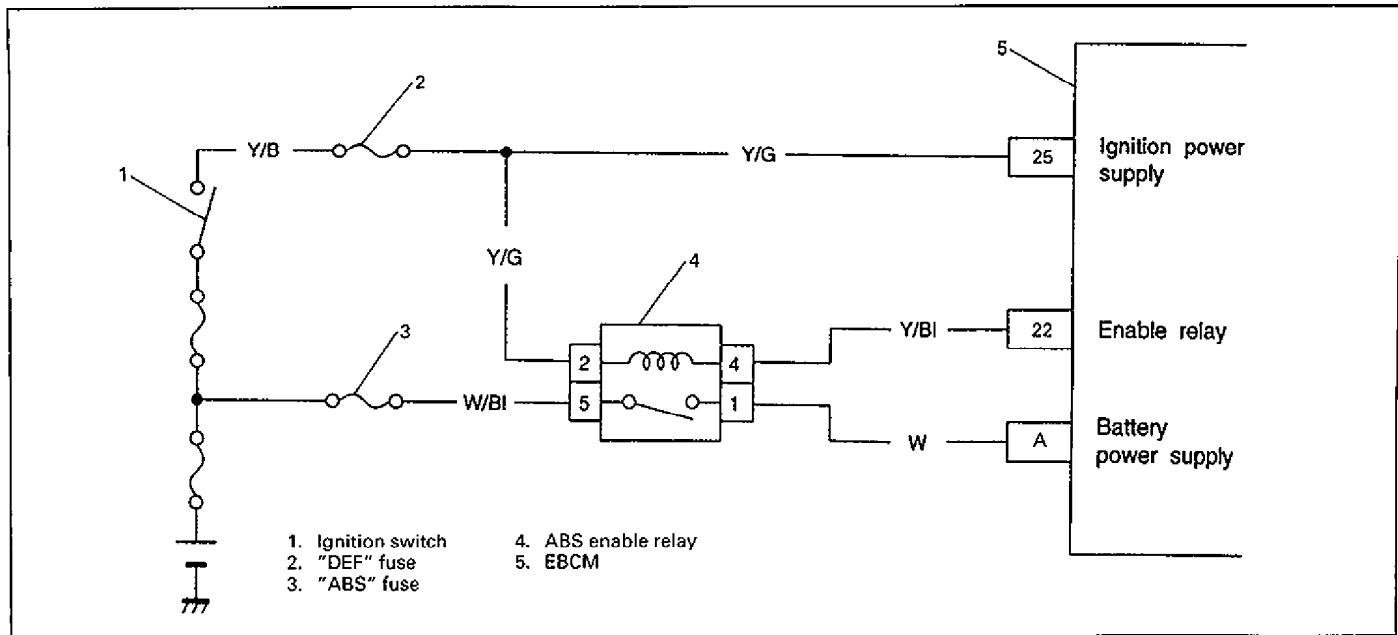 5
2
Y/B
Y/G
25
Ignition power
supply
1
Y/G
4
3
2
4
Y/Bl
22
Enable relay
W/Bl
5
1
W
A
Battery
power supply
1. Ignition switch
2. "DEF" fuse
3. "ABS" fuse
4. ABS enable relay
5. EBCM